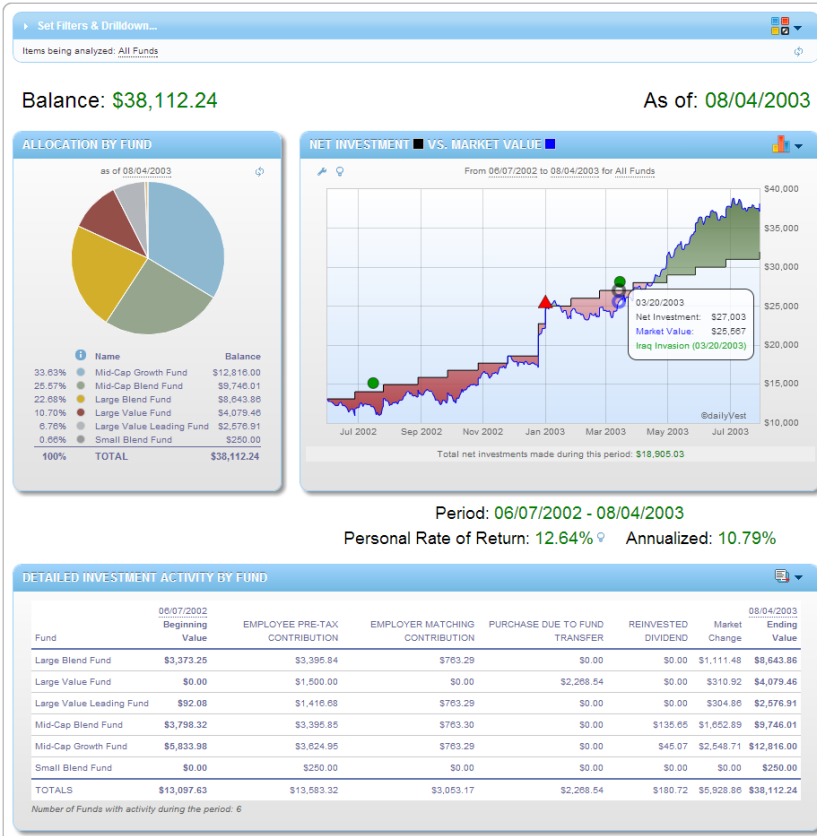 Set Filters & Drilldown...
Items being analyzed: All Funds
Balance: $38,112.24
As of: 08/04/2003
ALLOCATION BY FUND
as of 08/04/2003
Name Balance
33.63% Mid-Cap Growth Fund $12,816.00
25.57% Mid-Cap Blend Fund $9,746.01
22.68% Large Blend Fund $8,643.86
10.70% Large Value Fund $4,079.46
6.76% Large Value Leading Fund $2,576.91
0.66% Small Blend Fund $250.00
100% TOTAL $38,112.24
NET INVESTMENT VS. MARKET VALUE
From 06/07/2002 to 08/04/2003 for All Funds
$40,000
$35,000
$30,000
$25,000
$20,000
$15,000
$10,000
03/20/2003
Net Investment: $27,003
Market Value: $25,567
Iraq Invasion (03/20/2003)
©dailyVest
Jul 2002 Sep 2002 Nov 2002 Jan 2003 Mar 2003 May 2003 Jul 2003
Total net investments made during this period: $18,905.03
Period: 06/07/2002 - 08/04/2003
Personal Rate of Return: 12.64% Annualized: 10.79%
DETAILED INVESTMENT ACTIVITY BY FUND
06/07/2002 08/04/2003
Beginning EMPLOYEE PRE-TAX EMPLOYER MATCHING PURCHASE DUE TO FUND REINVESTED Market Ending
Fund Value CONTRIBUTION CONTRIBUTION TRANSFER DIVIDEND Change Value
Large Blend Fund $3,373.25 $3,395.84 $763.29 $0.00 $0.00 $1,111.48 $8,643.86
Large Value Fund $0.00 $1,500.00 $0.00 $2,268.54 $0.00 $310.92 $4,079.46
Large Value Leading Fund $92.08 $1,416.68 $763.29 $0.00 $0.00 $304.86 $2,576.91
Mid-Cap Blend Fund $3,798.32 $3,395.85 $763.30 $0.00 $135.65 $1,652.89 $9,746.01
Mid-Cap Growth Fund $5,833.98 $3,624.95 $763.29 $0.00 $45.07 $2,548.71 $12,816.00
Small Blend Fund $0.00 $250.00 $0.00 $0.00 $0.00 $0.00 $250.00
TOTALS $13,097.63 $13,583.32 $3,053.17 $2,268.54 $180.72 $5,928.86 $38,112.24
Number of Funds with activity during the period: 6